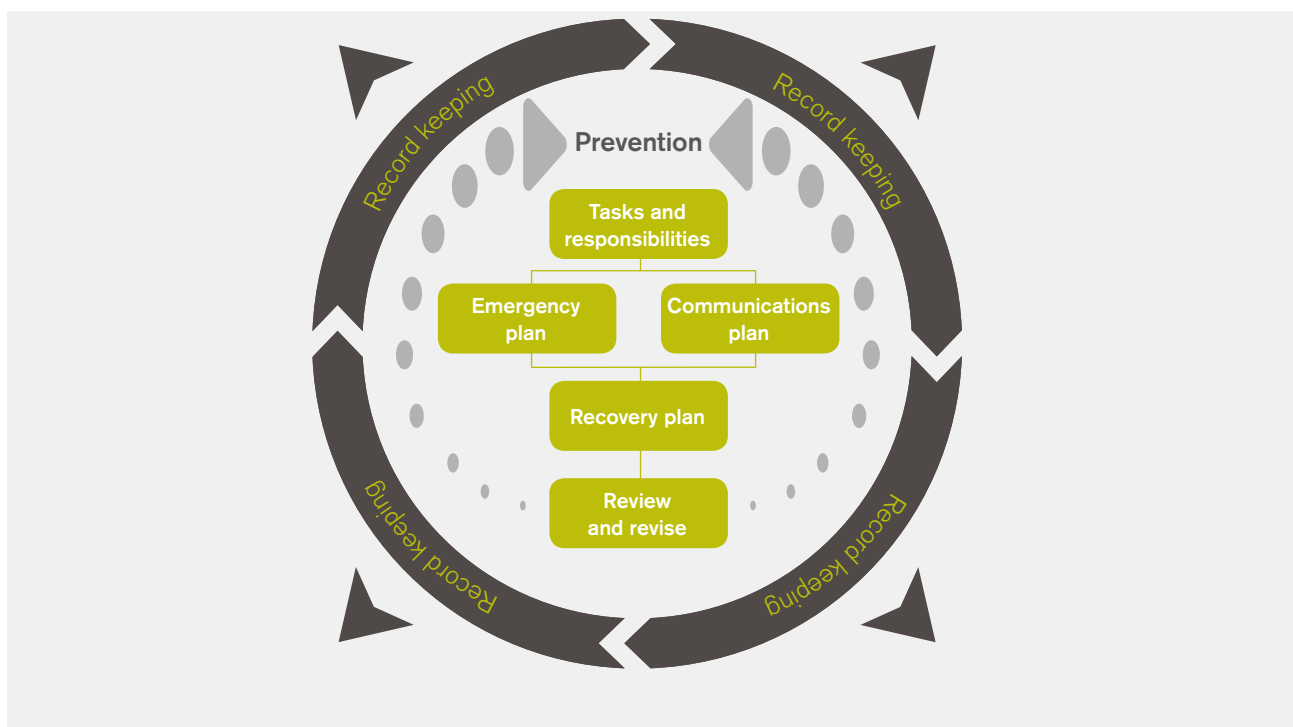 Record keeping
Record keeping
Prevention
Tasks and
responsibilities
Emergency
plan
Communications
plan
Recovery plan
Review
and revise
Record keeping
Record keeping